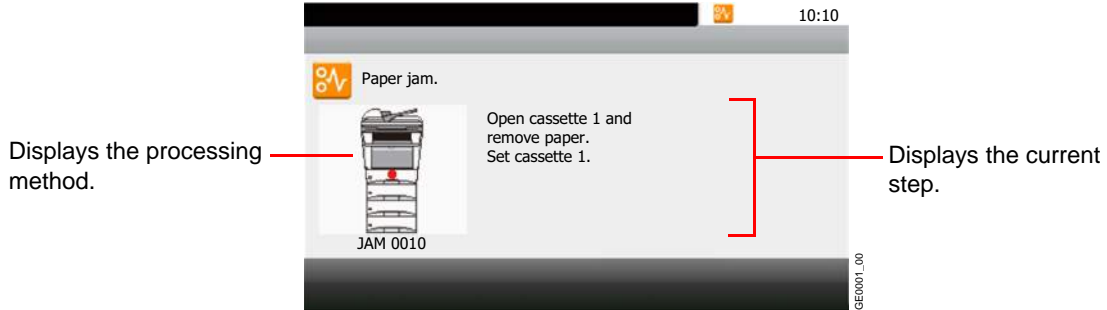 10:10
Paper jam.
Open cassette 1 and
remove paper.
Set cassette 1.
JAM 0010
Displays the processing
method.
Displays the current
step.
GE0001_00